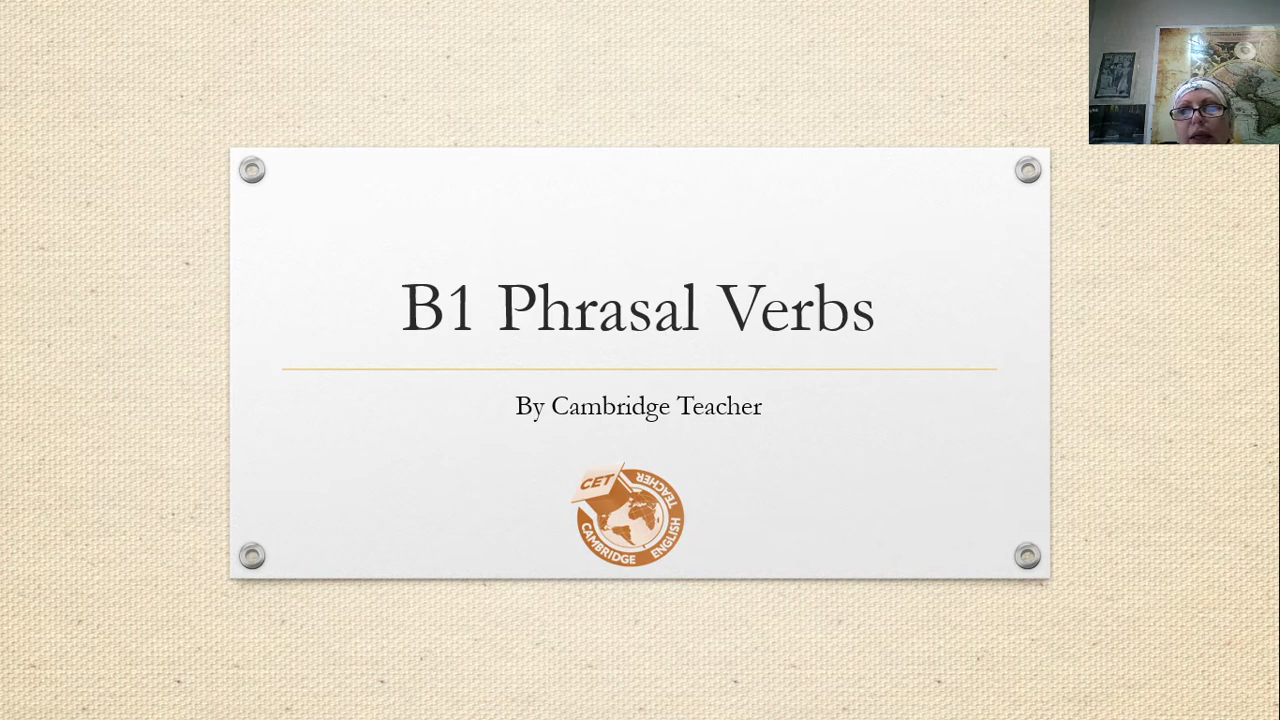 B1 Phrasal Verbs
By Cambridge Teacher
CET
CAMBRIDGE ENGLISH TEACHER